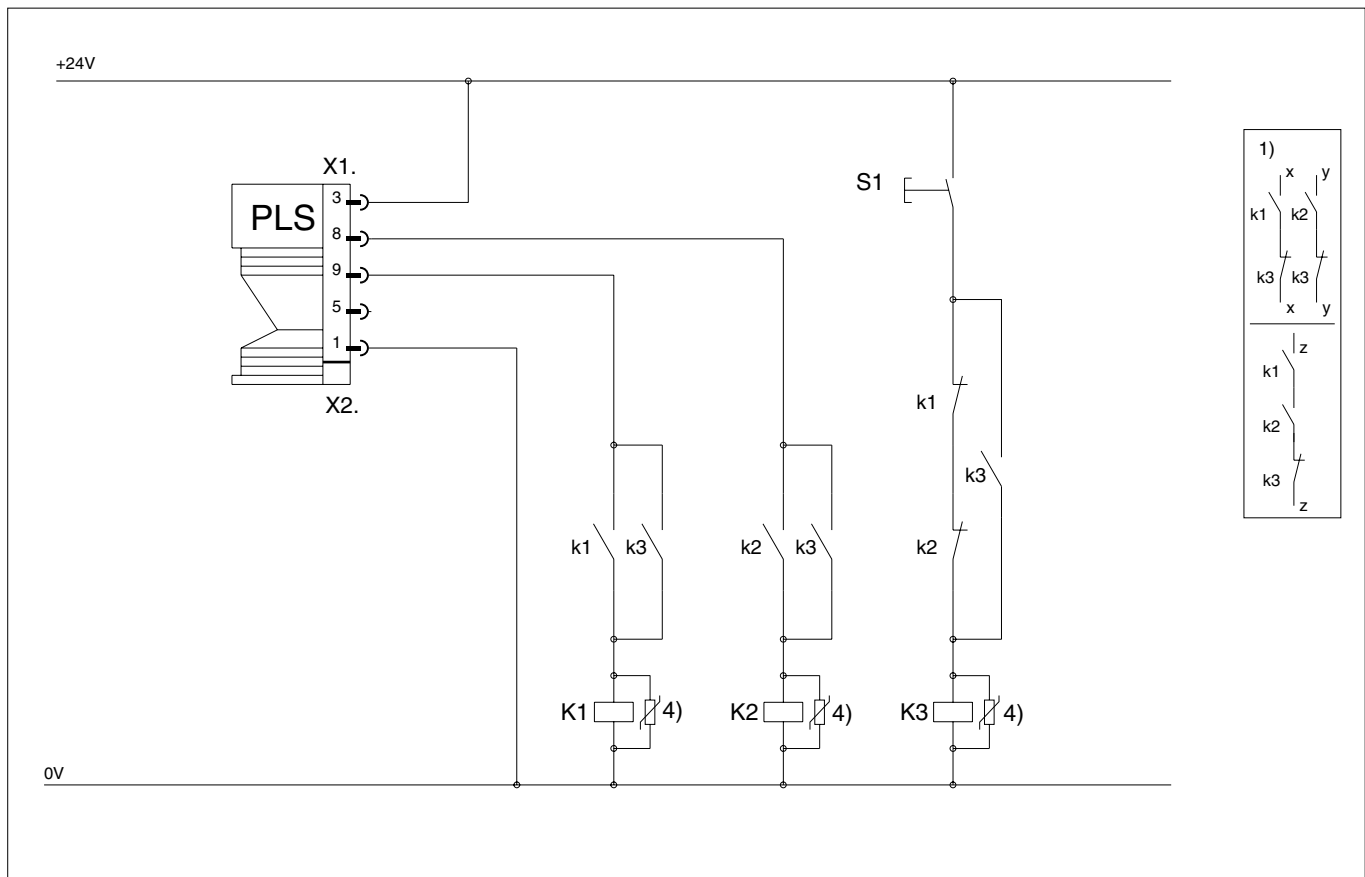 +24V
X1.
PLS
3
8
9
5
1
X2.
S1
k1
k3
k2
k1 k3
k2 k3
K1 4)
K2 4)
K3 4)
0V
1)
x y
k1 k2
k3 k3
x y
z
k1
k2
k3
z